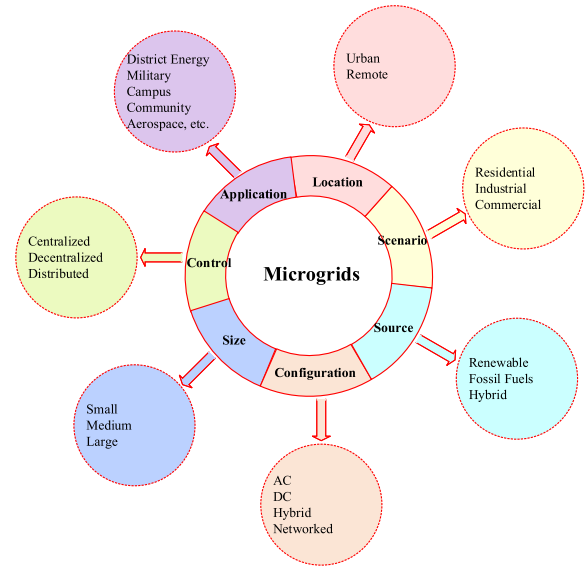 District Energy
Military
Campus
Community
Aerospace, etc.
Urban
Remote
Residential
Industrial
Commercial
Renewable
Fossil Fuels
Hybrid
AC
DC
Hybrid
Networked
Small
Medium
Large
Centralized
Decentralized
Distributed
Application
Location
Scenario
Source
Configuration
Size
Control
Microgrids